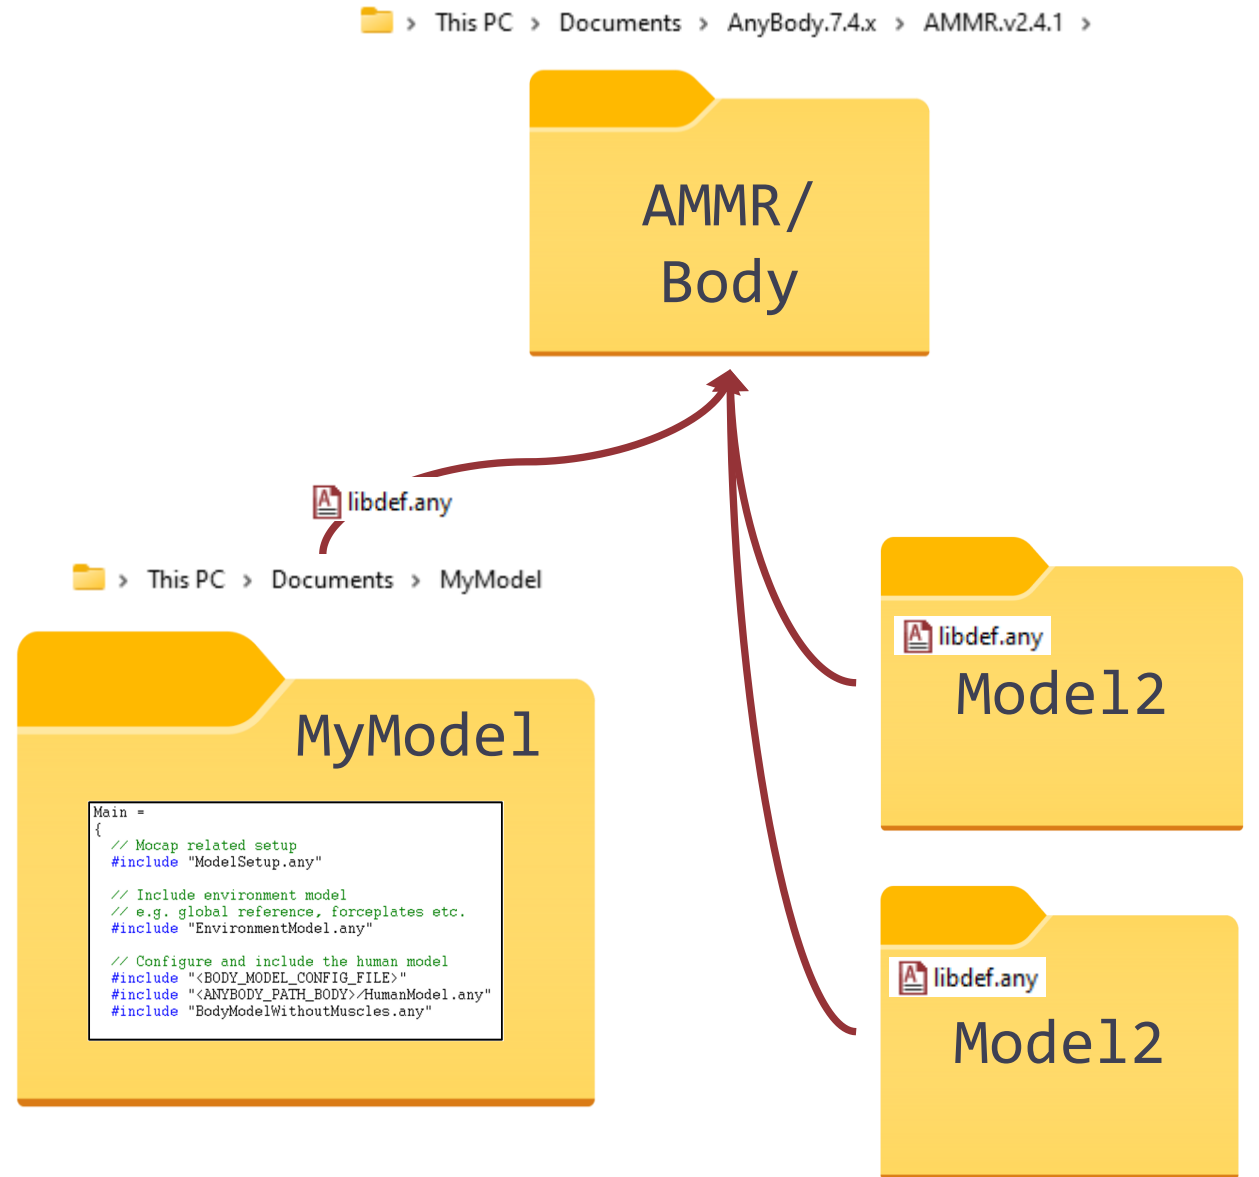 > This PC > Documents > AnyBody.7.4.x > AMMR.v2.4.1 >
AMMR/
Body
libdef.any
> This PC > Documents > MyModel
MyModel
Main =
{
// Mocap related setup
#include "ModelSetup.any"
// Include environment model
// e.g. global reference, forceplates etc.
#include "EnvironmentModel.any"
// Configure and include the human model
#include "<BODY_MODEL_CONFIG_FILE>"
#include "<ANYBODY_PATH_BODY>/HumanModel.any"
#include "BodyModelWithoutMuscles.any"
libdef.any
Model2
libdef.any
Model2